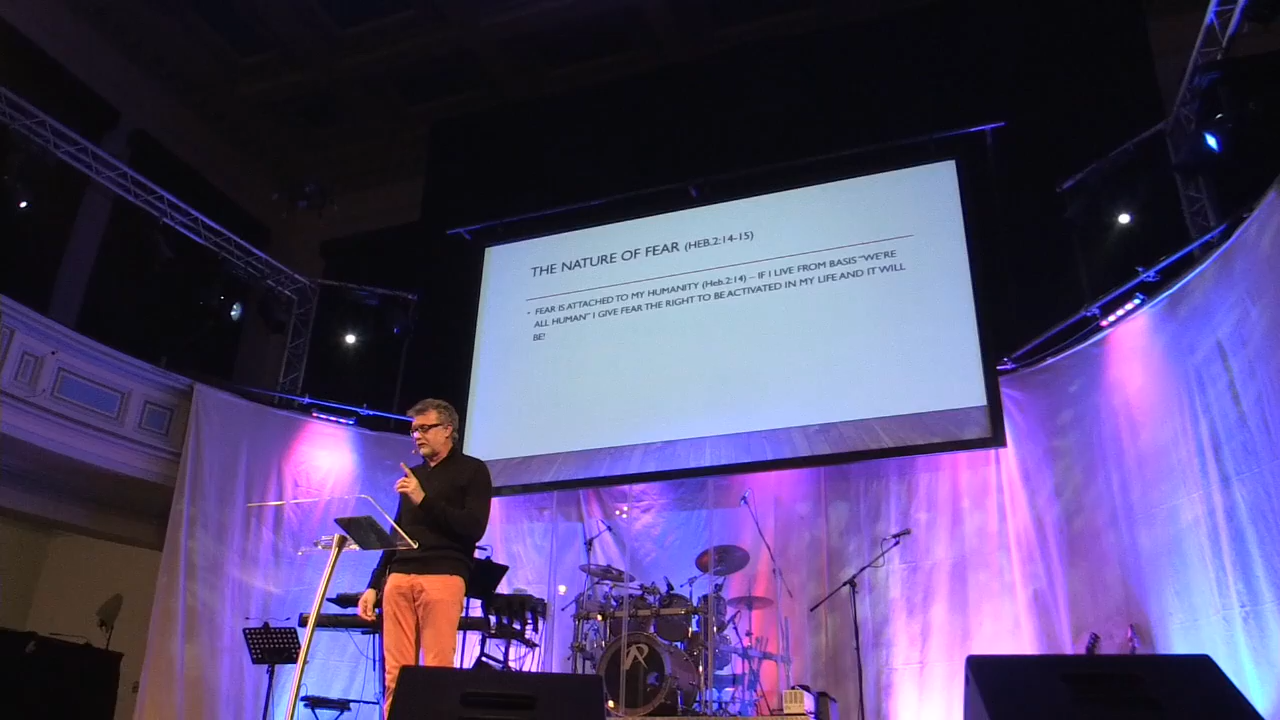 THE NATURE OF FEAR (HEB.2:14-15)
• FEAR IS ATTACHED TO MY HUMANITY (Heb.2:14) – IF I LIVE FROM BASIS "WE'RE
ALL HUMAN" I GIVE FEAR THE RIGHT TO BE ACTIVATED IN MY LIFE AND IT WILL
BE!
R